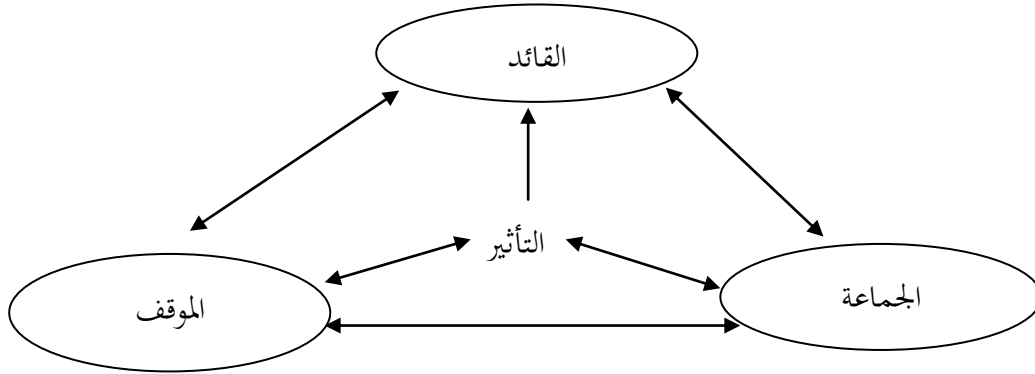 القائد
التأثير
الجماعة
الموقف